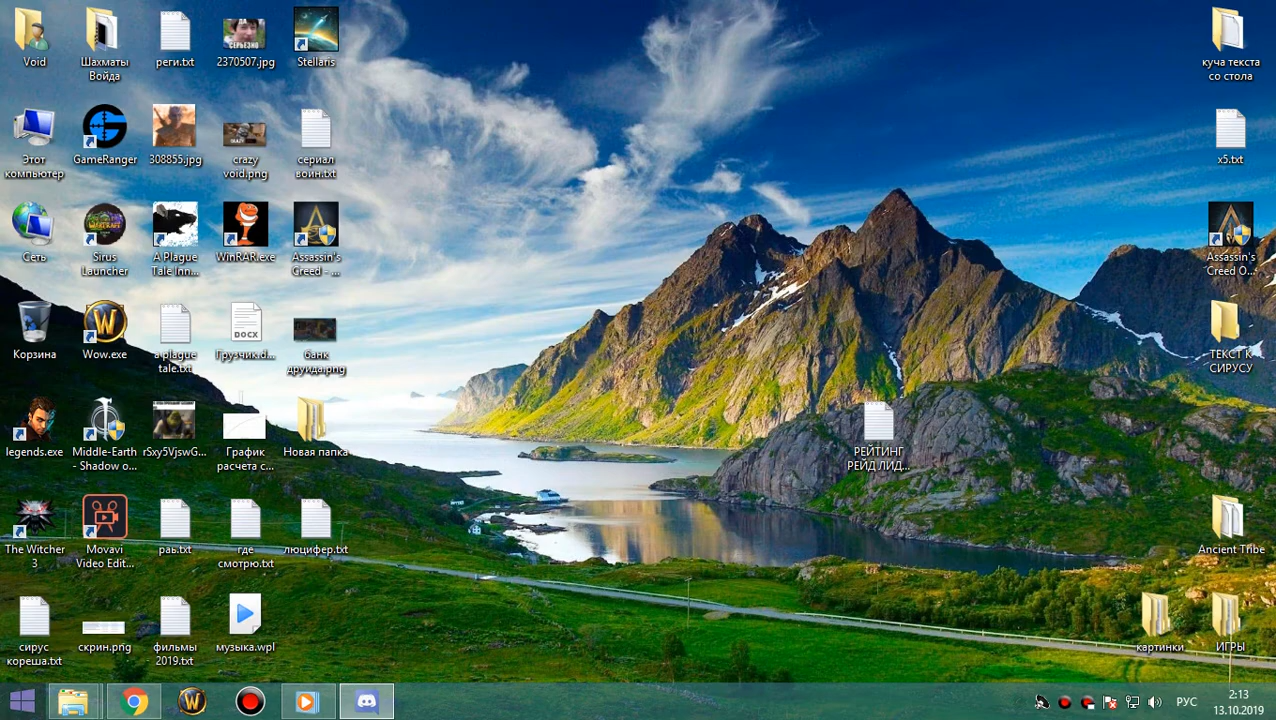 Void
Шахматы
Войда
реги.txt
СЕРЬЕЗНО
2370507.jpg
Stellaris
куча текста
со стола
Этот
компьютер
GameRanger
308855.jpg
crazy
void.png
сериал
воин.txt
x5.txt
Сеть
Sirus
Launcher
A Plague
Tale Inn...
WinRAR.exe
Assassin's
Creed - ...
Assassin's
Creed O...
Корзина
Wow.exe
a plague
tale.txt
DOCX
Грузчик.d...
банк
друида.png
ТЕКСТ К
СИРУСУ
legends.exe
Middle-Earth
- Shadow o...
rSxy5VjswG...
График
расчета с...
Новая папка
РЕЙТИНГ
РЕЙД ЛИД...
The Witcher
3
Movavi
Video Edit...
раь.txt
где
смотрю.txt
люцифер.txt
Ancient Tribe
сирус
кореша.txt
скрин.png
фильмы
2019.txt
музыка.wpl
картинки
ИГРЫ
РУС
2:13
13.10.2019